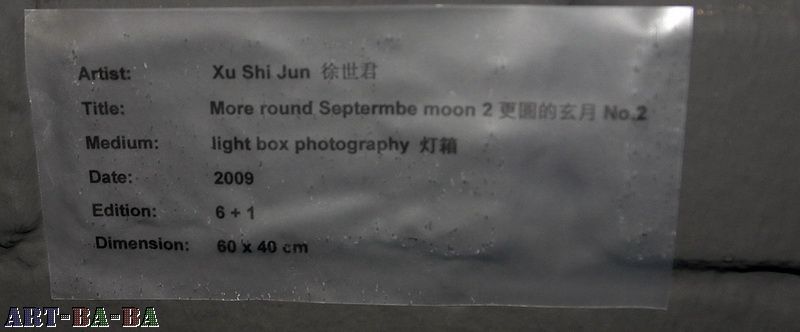 Artist: Xu Shi Jun 徐世君
Title: More round Septermbe moon 2 更圓的玄月 No.2
Medium: light box photography 灯箱
Date: 2009
Edition: 6 + 1
Dimension: 60 x 40 cm
ART-BA-BA